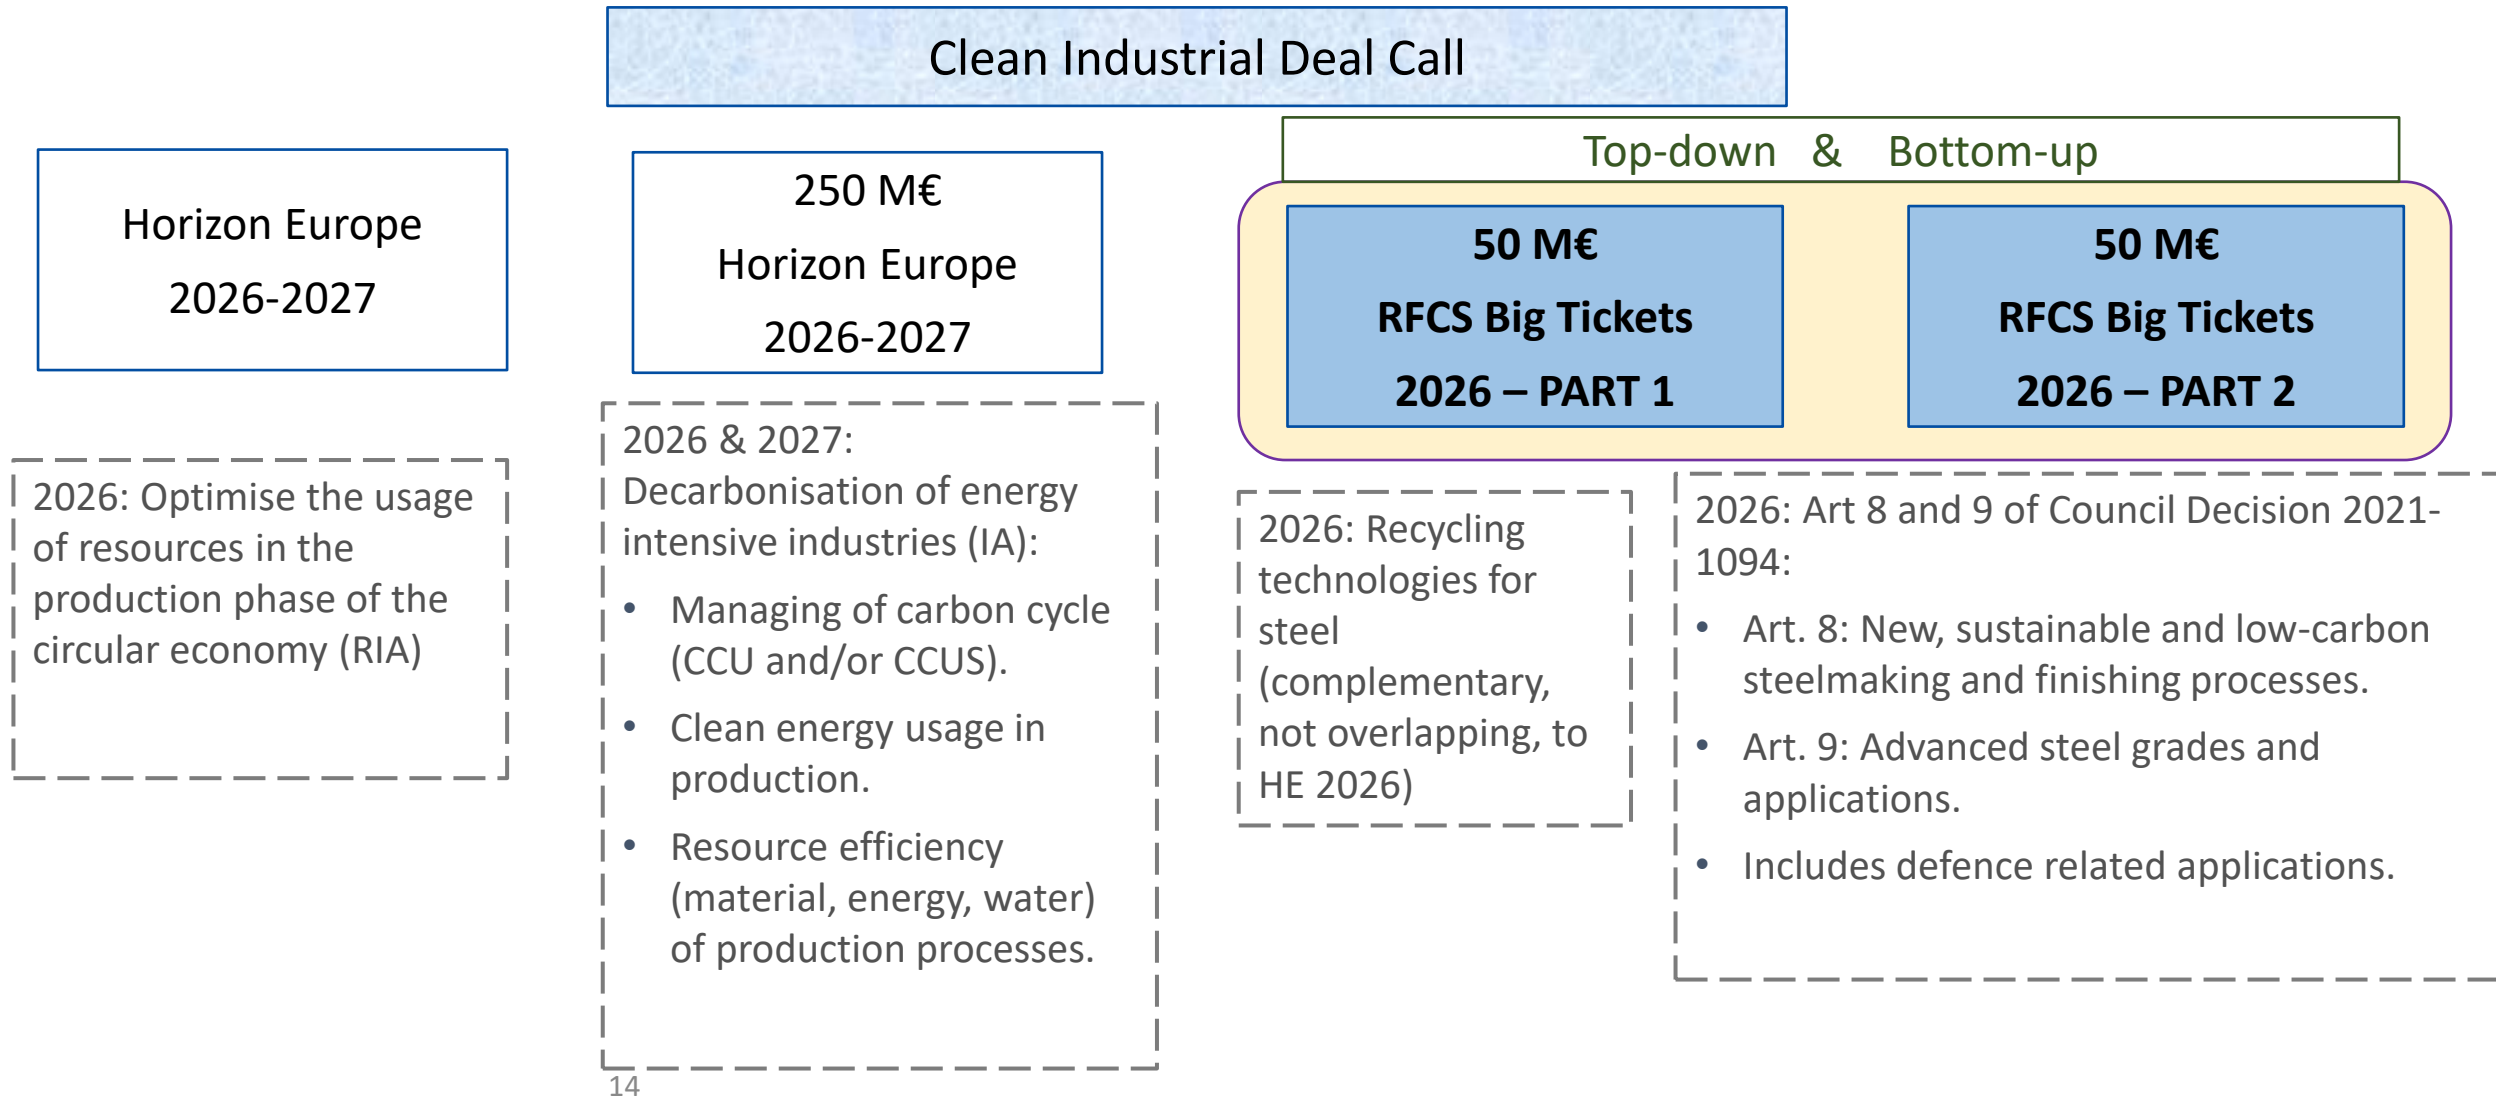 Clean Industrial Deal Call
Horizon Europe
2026-2027
250 M€
Horizon Europe
2026-2027
Top-down & Bottom-up
50 M€
RFCS Big Tickets
2026 – PART 1
50 M€
RFCS Big Tickets
2026 – PART 2
2026: Optimise the usage
of resources in the
production phase of the
circular economy (RIA)
2026 & 2027:
Decarbonisation of energy
intensive industries (IA):
• Managing of carbon cycle
(CCU and/or CCUS).
• Clean energy usage in
production.
• Resource efficiency
(material, energy, water)
of production processes.
2026: Recycling
technologies for
steel
(complementary,
not overlapping, to
HE 2026)
2026: Art 8 and 9 of Council Decision 2021-
1094:
• Art. 8: New, sustainable and low-carbon
steelmaking and finishing processes.
• Art. 9: Advanced steel grades and
applications.
• Includes defence related applications.
14